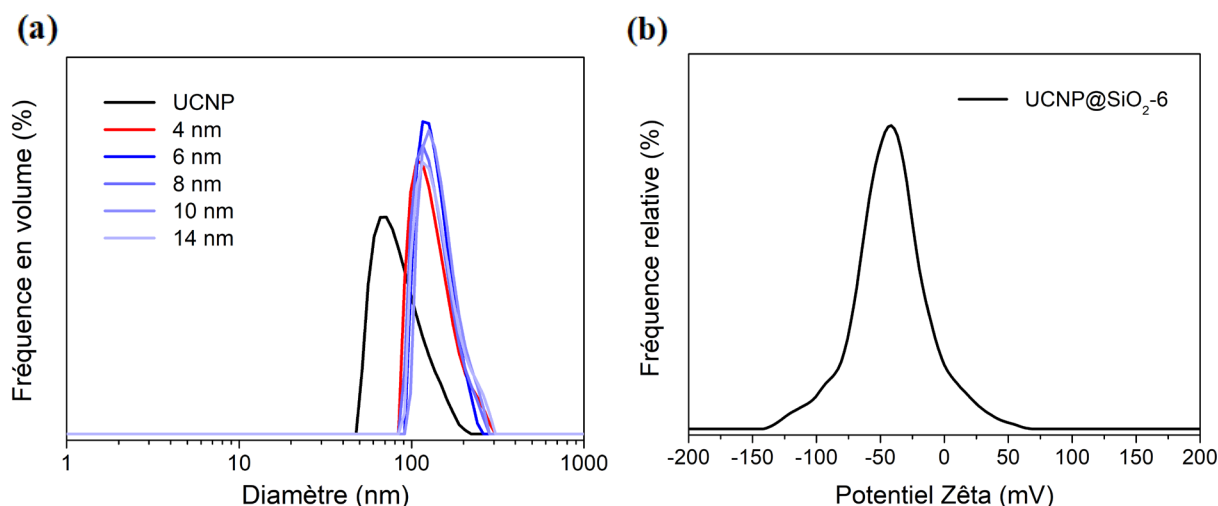 (a)
Fréquence en volume (%)
UCNP
4 nm
6 nm
8 nm
10 nm
14 nm
1 10 100 1000
Diamètre (nm)
(b)
Fréquence relative (%)
UCNP@SiO₂-6
-200 -150 -100 -50 0 50 100 150 200
Potentiel Zêta (mV)